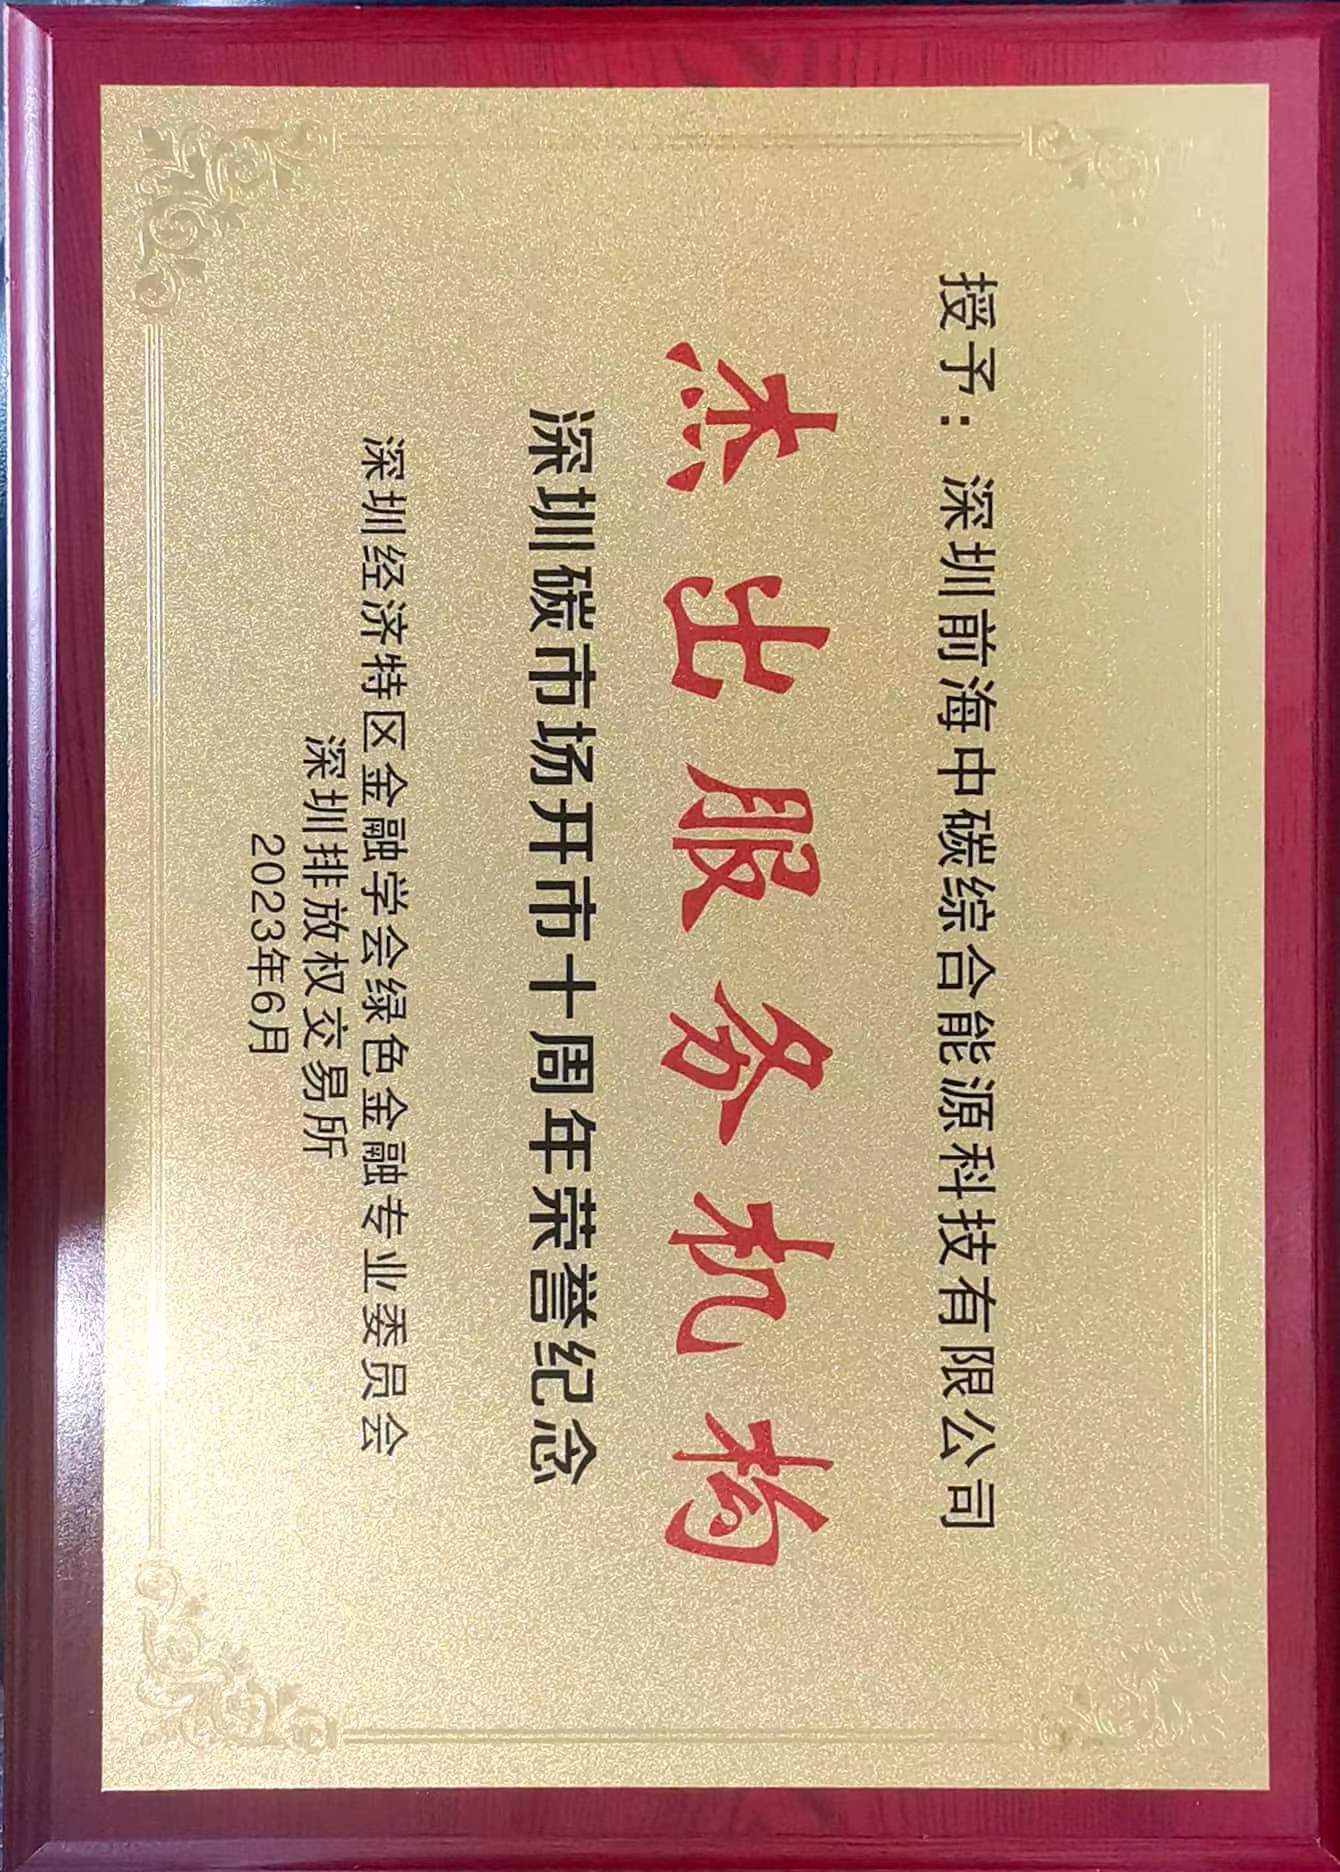 授予：深圳前海中碳综合能源科技有限公司
杰出服务机构
深圳碳市场开市十周年荣誉纪念
深圳经济特区金融学会绿色金融专业委员会
深圳排放权交易所
2023年6月